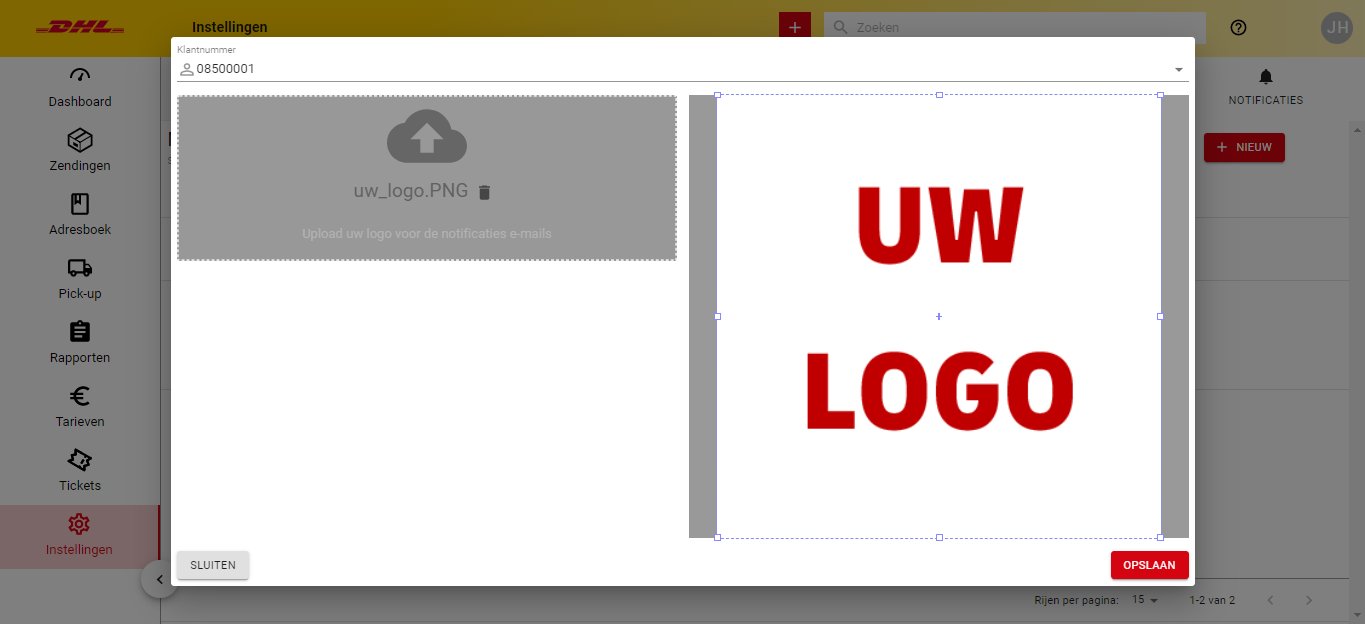 DHL
Instellingen
+
Zoeken
JH
Dashboard
Zendingen
Adresboek
Pick-up
Rapporten
Tarieven
Tickets
Instellingen
Klantnummer
08500001
uw_logo.PNG
Upload uw logo voor de notificaties e-mails
UW
LOGO
SLUITEN
OPSLAAN
NOTIFICATIES
+ NIEUW
Rijen per pagina: 15 1-2 van 2